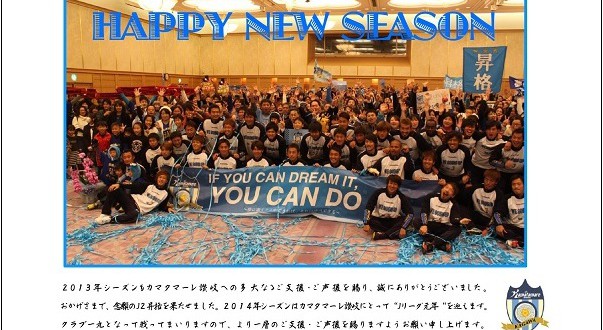 HAPPY NEW SEASON
昇格
IF YOU CAN DREAM IT,
YOU CAN DO
2013年シーズンもカマタマーレ讃岐への多大なるご支援・ご声援を賜り、誠にありがとうございました。
おかげさまで、念願のJ2昇格を果たせました。2014年シーズンはカマタマーレ讃岐にとって"Jリーグ元年"を迎えます。
クラブ一丸となって戦ってまいりますので、より一層のご支援・ご声援を賜りますようお願い申し上げます。
Kamatamare
SANUKI